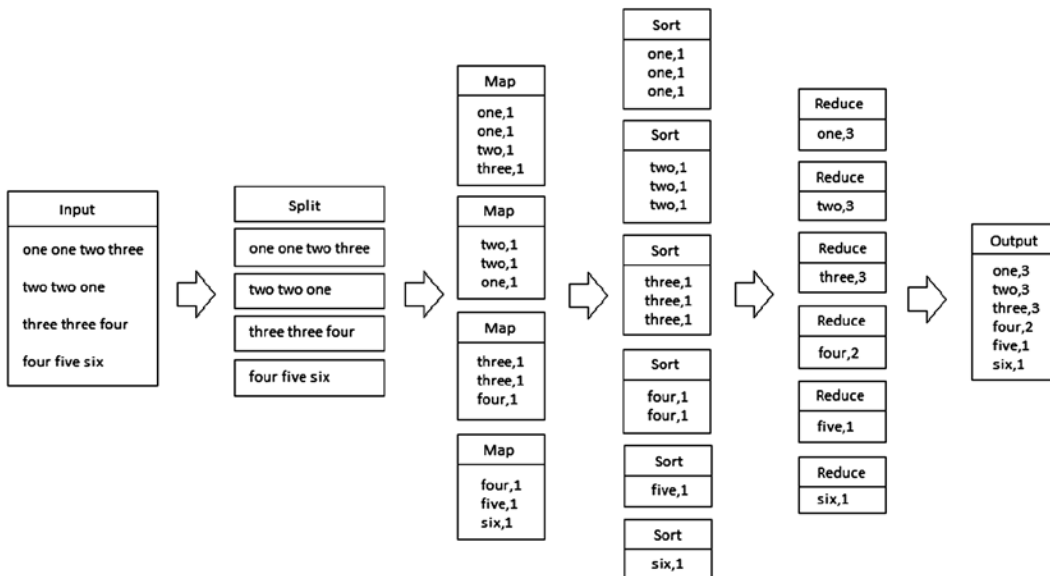 Input
one one two three
two two one
three three four
four five six
Split
one one two three
two two one
three three four
four five six
Map
one,1
one,1
two,1
three,1
Map
two,1
two,1
one,1
Map
three,1
three,1
four,1
Map
four,1
five,1
six,1
Sort
one,1
one,1
one,1
Sort
two,1
two,1
two,1
Sort
three,1
three,1
three,1
Sort
four,1
four,1
Sort
five,1
Sort
six,1
Reduce
one,3
Reduce
two,3
Reduce
three,3
Reduce
four,2
Reduce
five,1
Reduce
six,1
Output
one,3
two,3
three,3
four,2
five,1
six,1